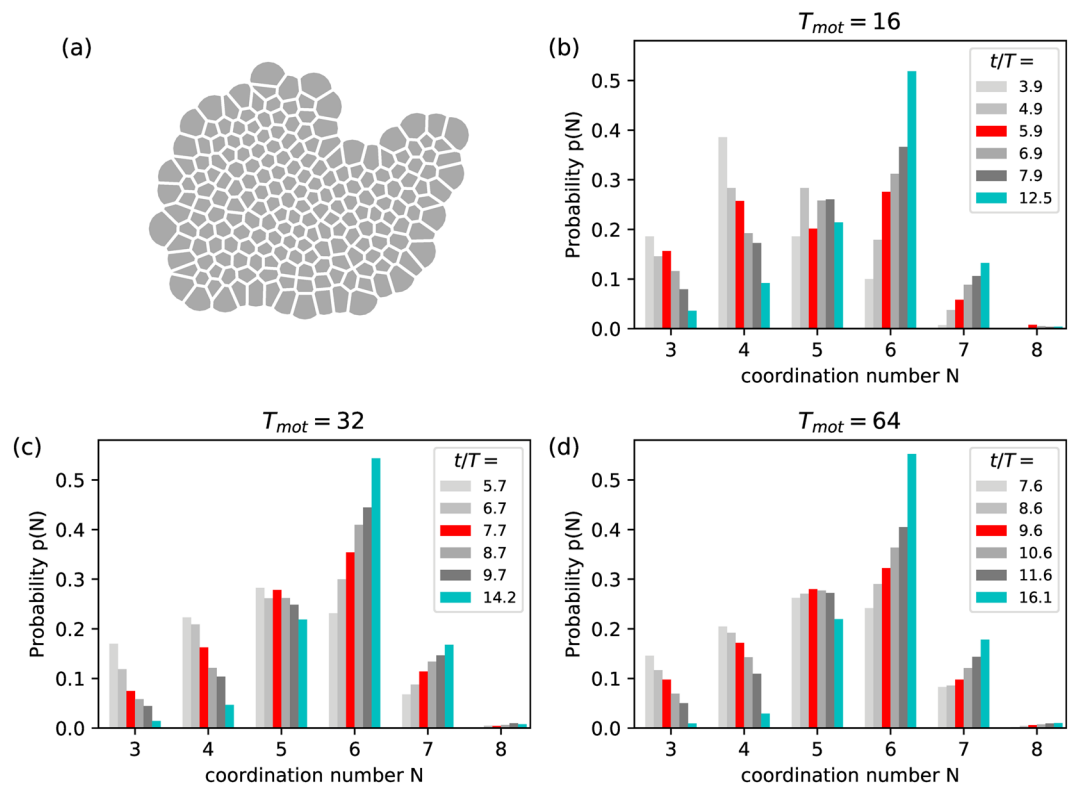 (a)
(b)
T_mot = 16
Probability p(N)
0.5
0.4
0.3
0.2
0.1
0.0
3 4 5 6 7 8
coordination number N
t/T =
3.9
4.9
5.9
6.9
7.9
12.5
(c)
T_mot = 32
Probability p(N)
0.5
0.4
0.3
0.2
0.1
0.0
3 4 5 6 7 8
coordination number N
t/T =
5.7
6.7
7.7
8.7
9.7
14.2
(d)
T_mot = 64
Probability p(N)
0.5
0.4
0.3
0.2
0.1
0.0
3 4 5 6 7 8
coordination number N
t/T =
7.6
8.6
9.6
10.6
11.6
16.1